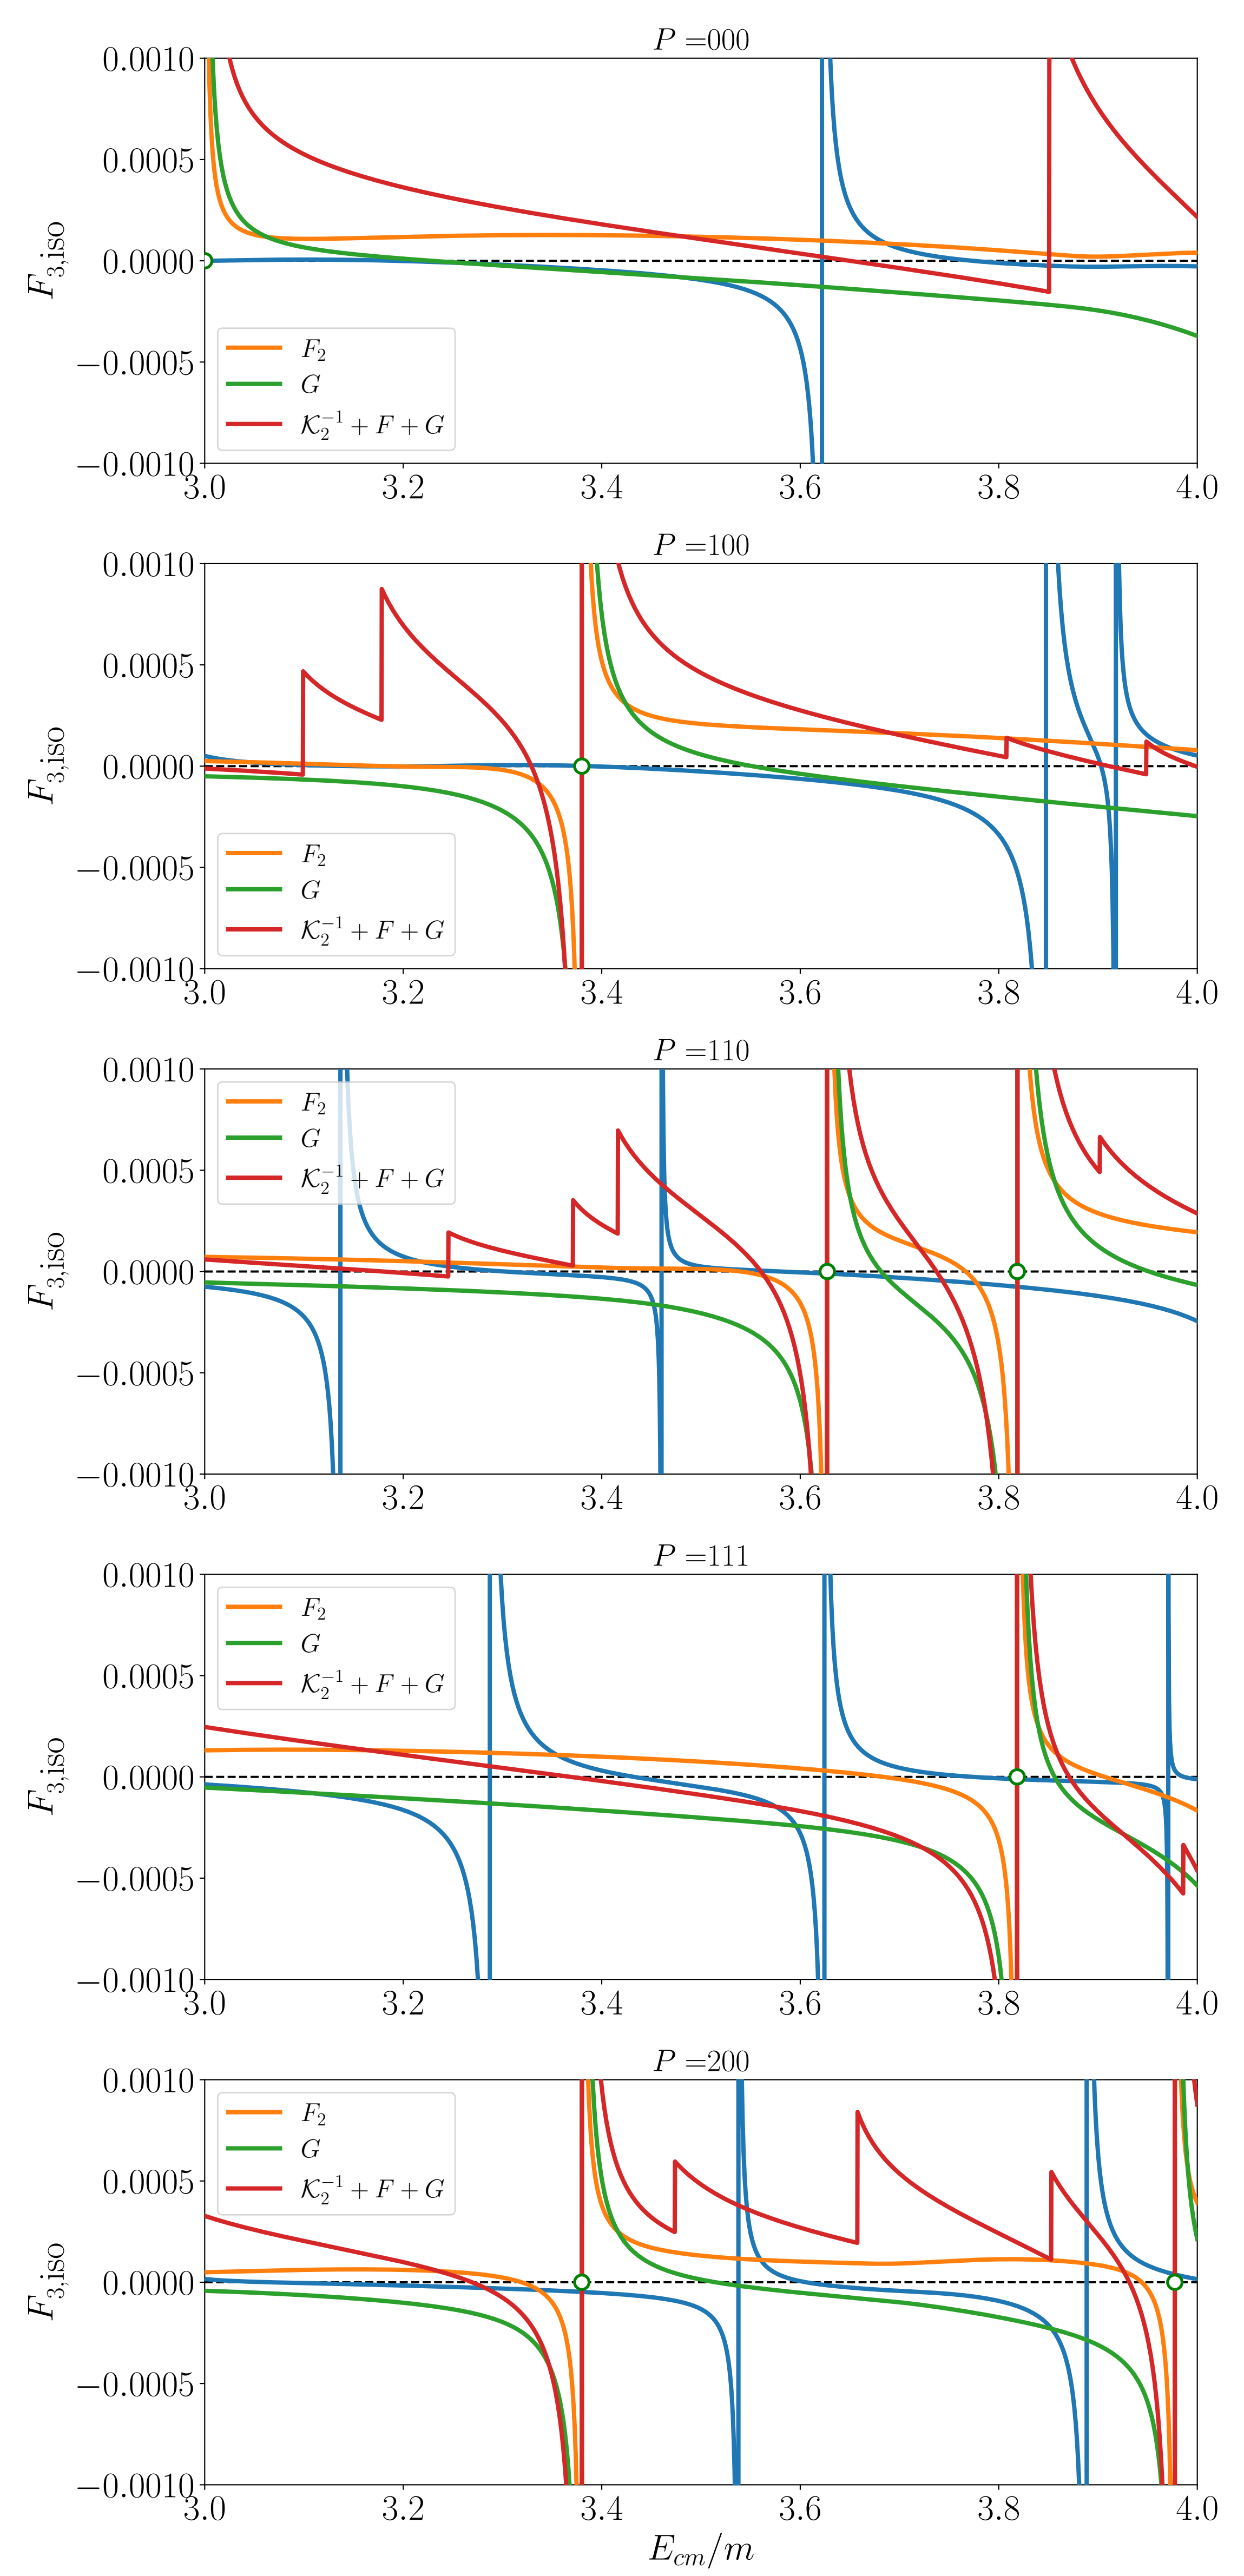 P =000
0.0010
0.0005
0.0000
−0.0005
−0.0010
F3,iso
F2
G
K2^−1 + F + G
3.0 3.2 3.4 3.6 3.8 4.0
P =100
0.0010
0.0005
0.0000
−0.0005
−0.0010
F3,iso
F2
G
K2^−1 + F + G
3.0 3.2 3.4 3.6 3.8 4.0
P =110
0.0010
0.0005
0.0000
−0.0005
−0.0010
F3,iso
F2
G
K2^−1 + F + G
3.0 3.2 3.4 3.6 3.8 4.0
P =111
0.0010
0.0005
0.0000
−0.0005
−0.0010
F3,iso
F2
G
K2^−1 + F + G
3.0 3.2 3.4 3.6 3.8 4.0
P =200
0.0010
0.0005
0.0000
−0.0005
−0.0010
F3,iso
F2
G
K2^−1 + F + G
3.0 3.2 3.4 3.6 3.8 4.0
Ecm/m